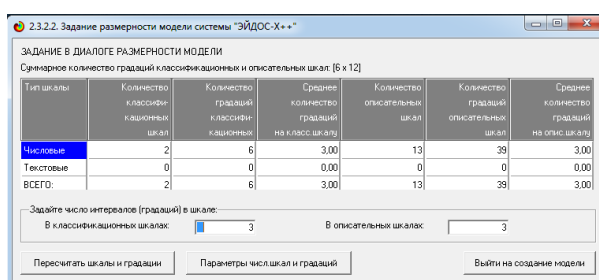 2.3.2.2. Задание размерности модели системы "ЭЙДОС-Х++"
ЗАДАНИЕ В ДИАЛОГЕ РАЗМЕРНОСТИ МОДЕЛИ
Суммарное количество градаций классификационных и описательных шкал: [6 x 12]
Тип шкалы Количество Количество Среднее Количество Количество Среднее
классифи- градаций количество описательных градаций количество
кационных классифи- градаций шкал описательных градаций
шкал кационных на класс.шкалу шкал на опис.шкалу
Числовые 2 6 3,00 13 39 3,00
Текстовые 0 0 0,00 0 0 0,00
ВСЕГО: 2 6 3,00 13 39 3,00
Задайте число интервалов (градаций) в шкале:
В классификационных шкалах: 3 В описательных шкалах: 3
Пересчитать шкалы и градации Параметры числ.шкал и градаций Выйти на создание модели